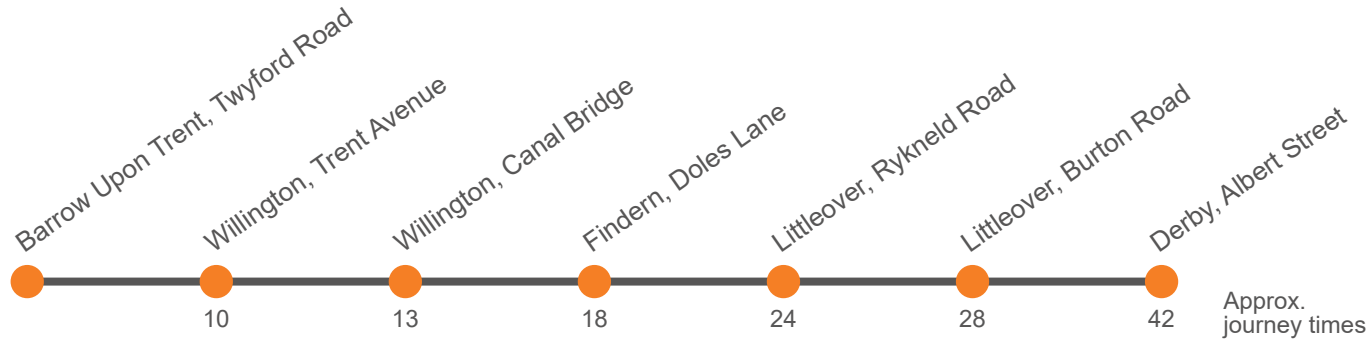 Barrow Upon Trent, Twyford Road
Willington, Trent Avenue
Willington, Canal Bridge
Findern, Doles Lane
Littleover, Rykneld Road
Littleover, Burton Road
Derby, Albert Street
10
13
18
24
28
42
Approx.
journey times